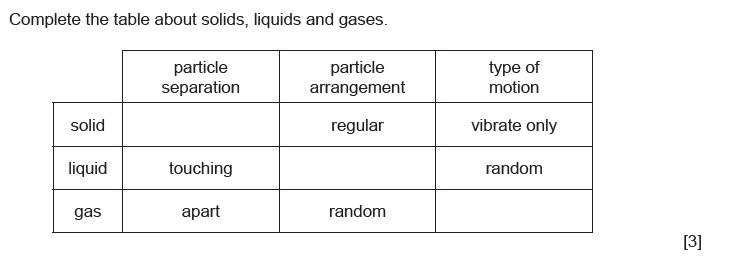 Complete the table about solids, liquids and gases.
particle separation particle arrangement type of motion
solid regular vibrate only
liquid touching random
gas apart random
[3]